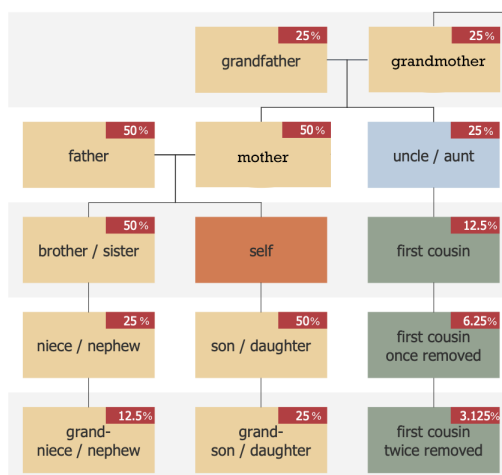 25%
25%
grandfather
grandmother
50%
50%
25%
father
mother
uncle / aunt
50%
12.5%
brother / sister
self
first cousin
25%
50%
6.25%
niece / nephew
son / daughter
first cousin
once removed
12.5%
25%
3.125%
grand-
niece / nephew
grand-
son / daughter
first cousin
twice removed